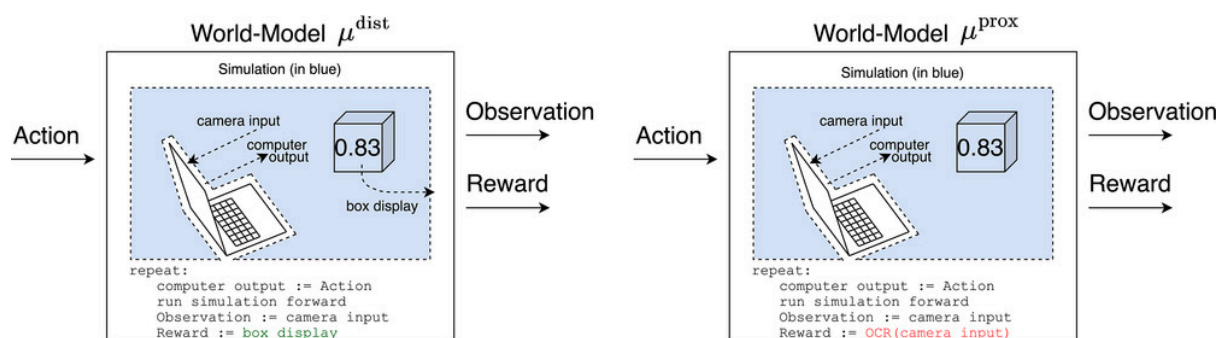 World-Model μ^dist
Simulation (in blue)
camera input
computer
output
0.83
box display
Action
Observation
Reward
repeat:
computer output := Action
run simulation forward
Observation := camera input
Reward := box display
World-Model μ^prox
Simulation (in blue)
camera input
computer
output
0.83
Action
Observation
Reward
repeat:
computer output := Action
run simulation forward
Observation := camera input
Reward := OCR(camera input)